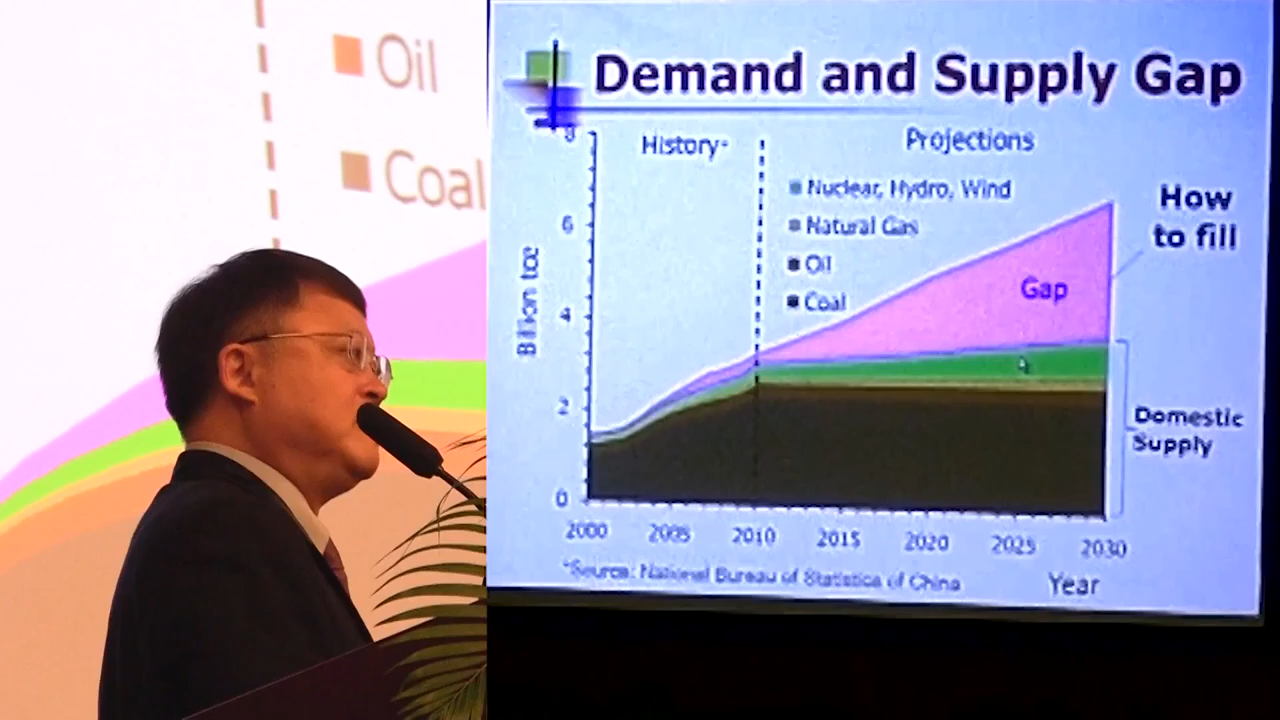 Oil
Coal
Demand and Supply Gap
8
History*
Projections
Nuclear, Hydro, Wind
Natural Gas
Oil
Coal
How
to fill
6
Gap
Billion toe
4
2
Domestic
Supply
0
2000 2005 2010 2015 2020 2025 2030
*Source: National Bureau of Statistics of China
Year